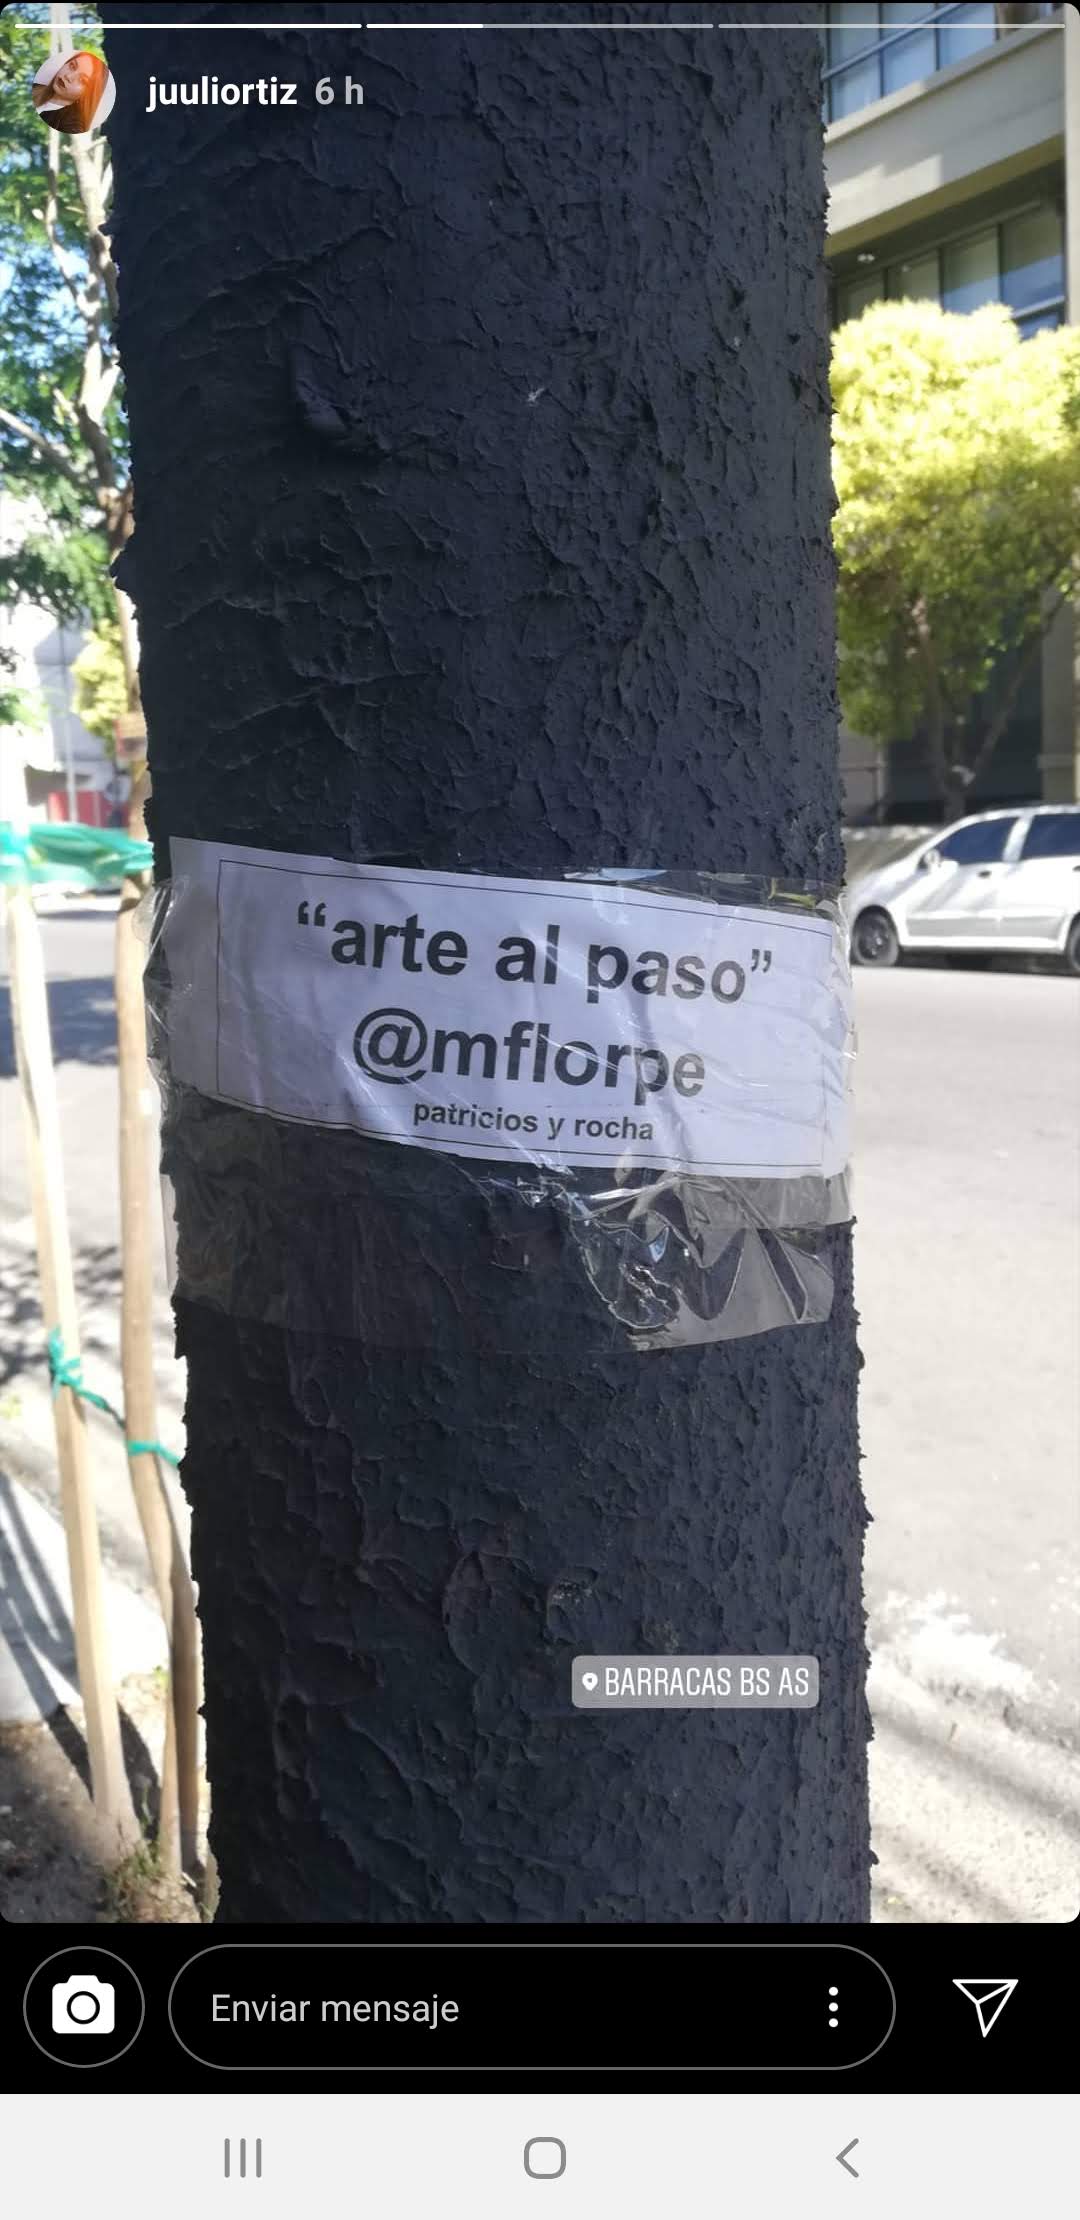 juuliortiz 6 h
“arte al paso”
@mflorpe
patricios y rocha
BARRACAS BS AS
Enviar mensaje